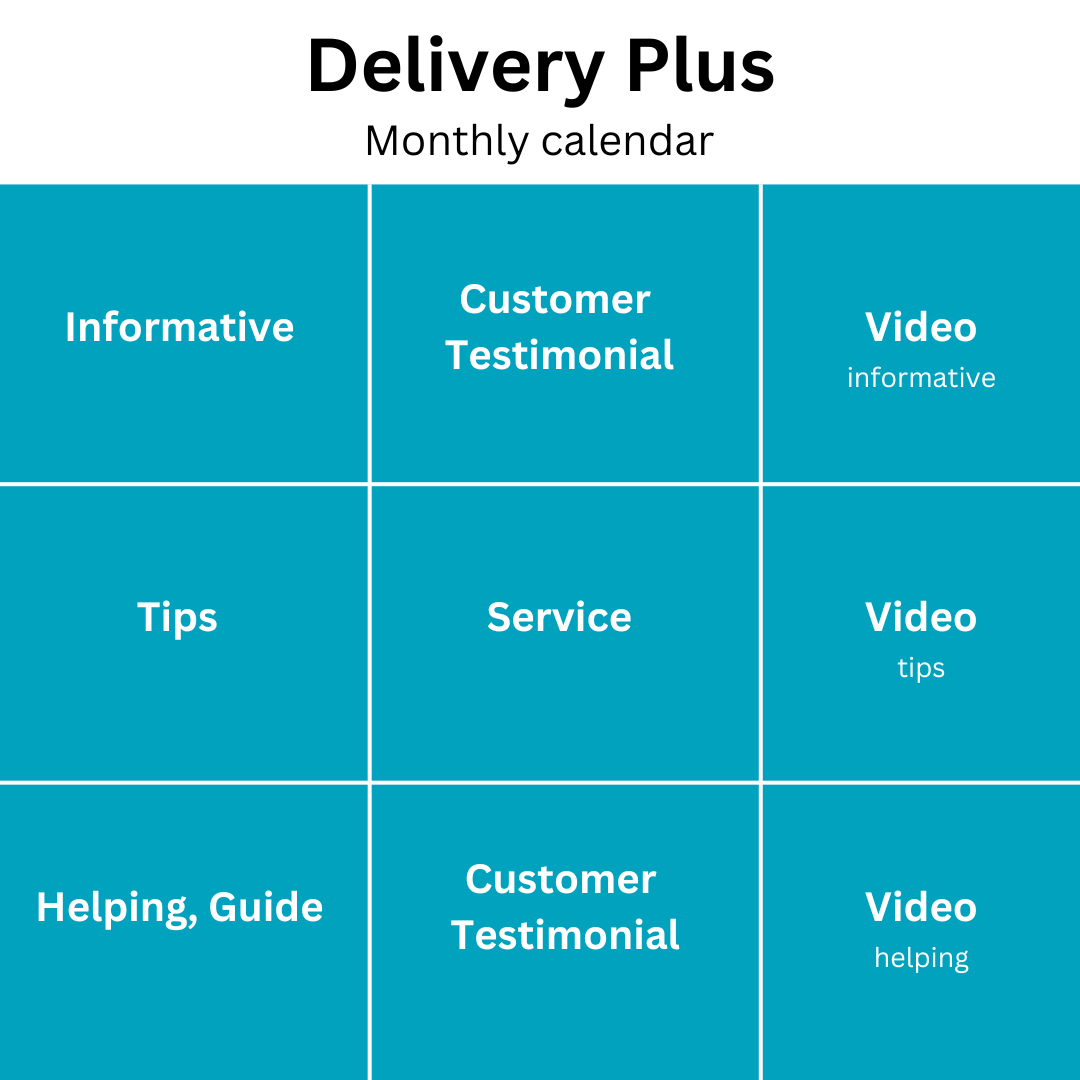 Delivery Plus
Monthly calendar
Informative
Customer
Testimonial
Video
informative
Tips
Service
Video
tips
Helping, Guide
Customer
Testimonial
Video
helping